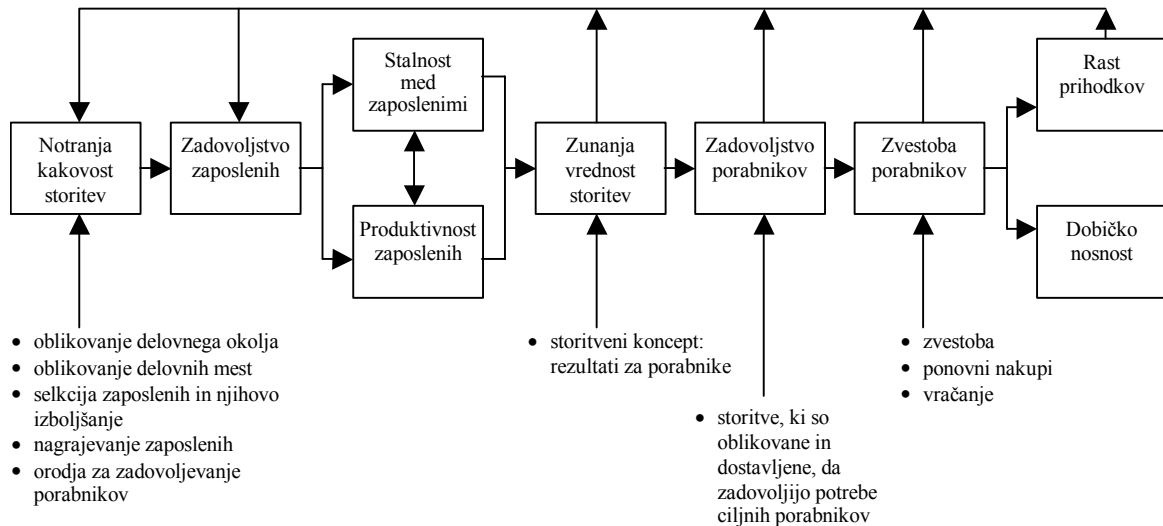 Notranja
kakovost
storitev
Zadovoljstvo
zaposlenih
Stalnost
med
zaposlenimi
Produktivnost
zaposlenih
Zunanja
vrednost
storitev
Zadovoljstvo
porabnikov
Zvestoba
porabnikov
Rast
prihodkov
Dobičko
nosnost
• oblikovanje delovnega okolja
• oblikovanje delovnih mest
• selkcija zaposlenih in njihovo
izboljšanje
• nagrajevanje zaposlenih
• orodja za zadovoljevanje
porabnikov
• storitveni koncept:
rezultati za porabnike
• storitve, ki so
oblikovane in
dostavljene, da
zadovoljijo potrebe
ciljnih porabnikov
• zvestoba
• ponovni nakupi
• vračanje